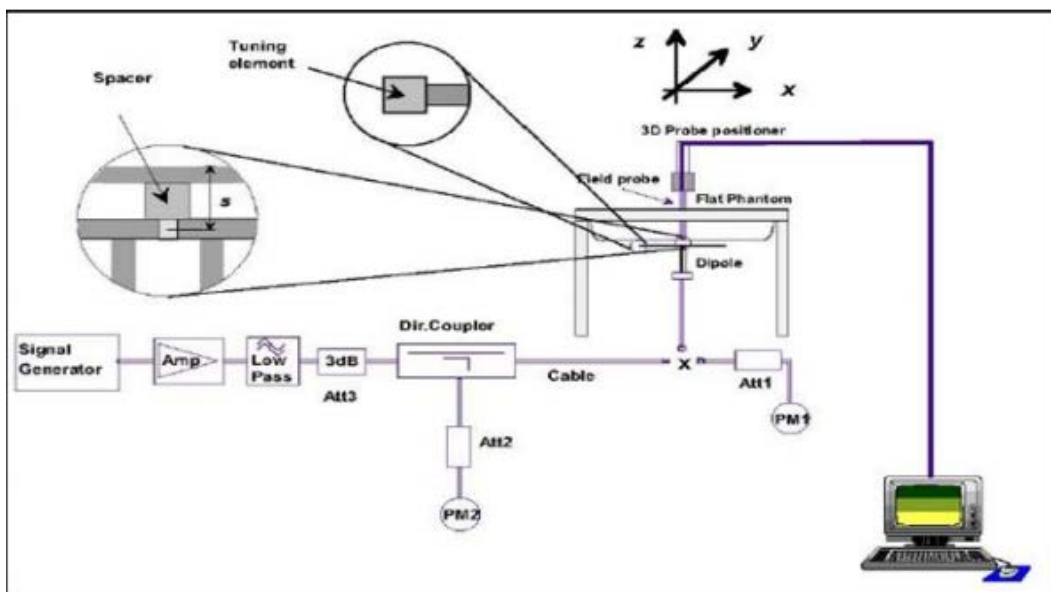 Tuning
element
Spacer
s
z
y
x
3D Probe positioner
Field probe
Flat Phantom
Dipole
Signal
Generator
Amp
Low
Pass
3dB
Att3
Dir.Coupler
Cable
x
Att1
PM1
Att2
PM2